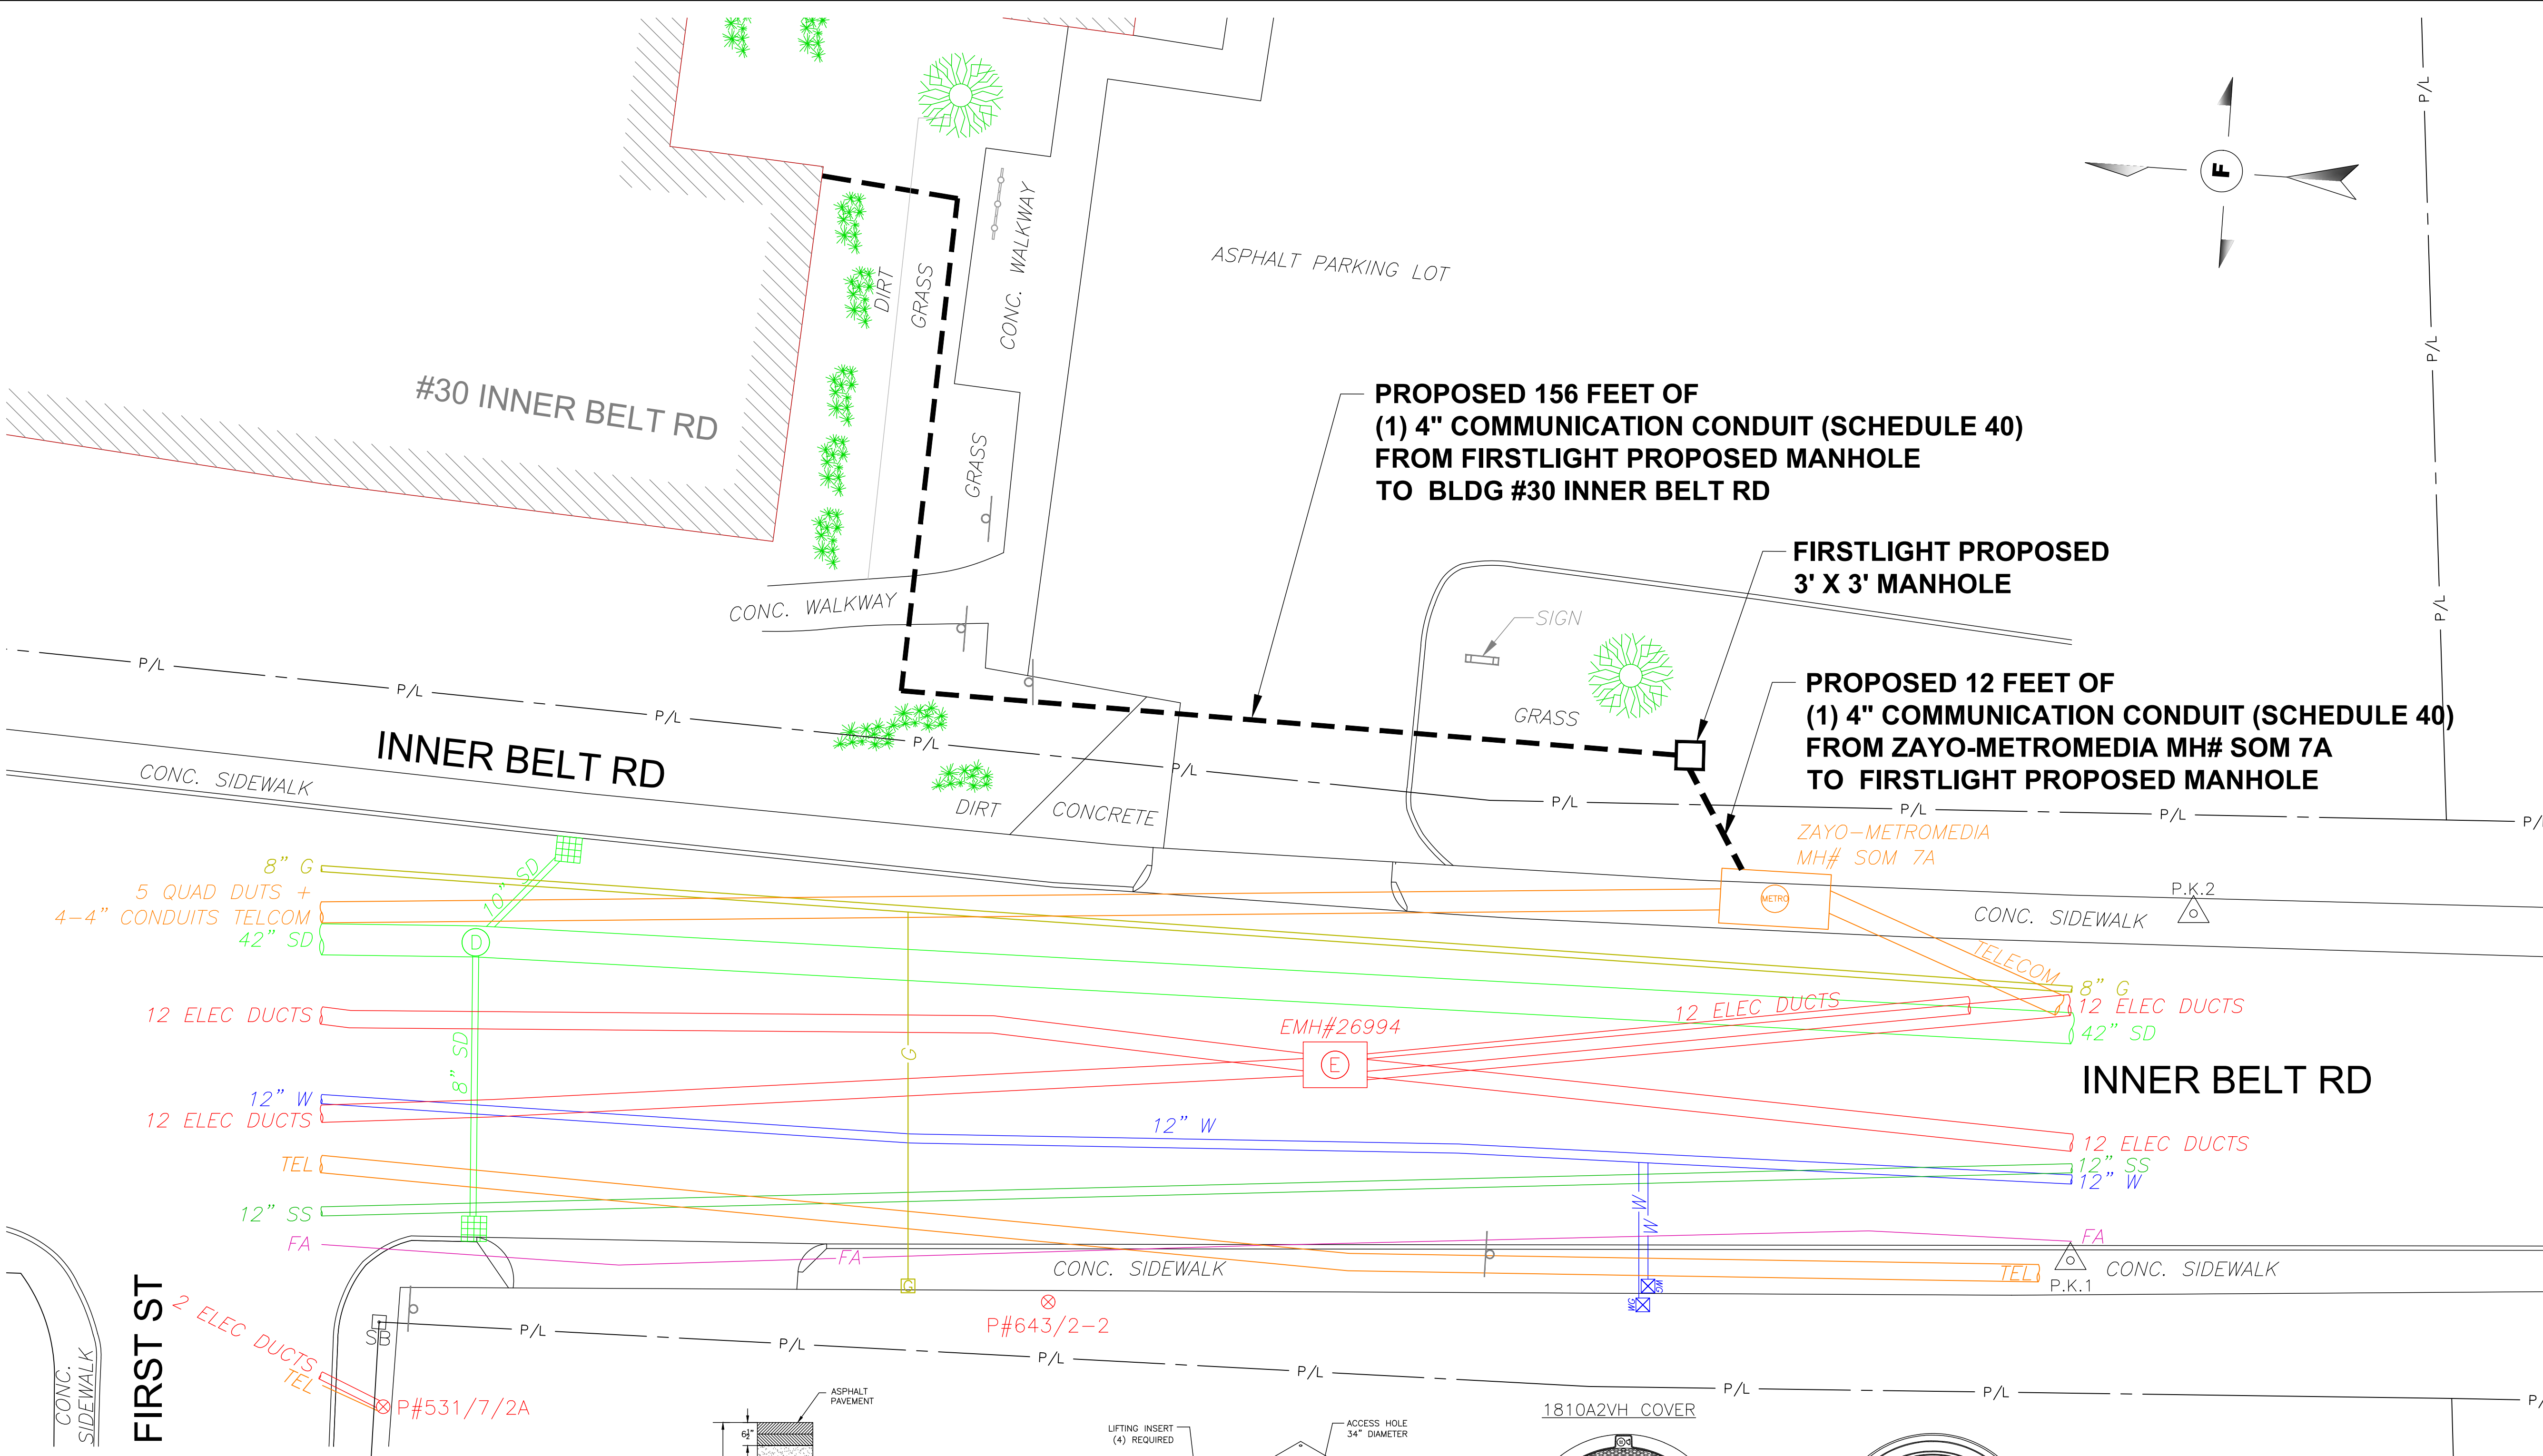 P/L
F
DIRT
GRASS
CONC. WALKWAY
ASPHALT PARKING LOT
P/L
#30 INNER BELT RD
GRASS
PROPOSED 156 FEET OF
(1) 4" COMMUNICATION CONDUIT (SCHEDULE 40)
FROM FIRSTLIGHT PROPOSED MANHOLE
TO BLDG #30 INNER BELT RD
FIRSTLIGHT PROPOSED
3' X 3' MANHOLE
CONC. WALKWAY
SIGN
P/L
P/L
P/L
P/L
P/L
P/L
GRASS
PROPOSED 12 FEET OF
(1) 4" COMMUNICATION CONDUIT (SCHEDULE 40)
FROM ZAYO-METROMEDIA MH# SOM 7A
TO FIRSTLIGHT PROPOSED MANHOLE
INNER BELT RD
CONC. SIDEWALK
DIRT
CONCRETE
P/L
P/L
P/L
P/L
ZAYO-METROMEDIA
MH# SOM 7A
METRO
P.K.2
CONC. SIDEWALK
TELECOM
8" G
5 QUAD DUTS +
4-4" CONDUITS TELCOM
42" SD
10" SD
D
12 ELEC DUCTS
8" SD
G
EMH#26994
E
12 ELEC DUCTS
8" G
12 ELEC DUCTS
42" SD
INNER BELT RD
12" W
12 ELEC DUCTS
12" W
12 ELEC DUCTS
12" SS
12" W
TEL
12" SS
FA
FA
W
W
FA
CONC. SIDEWALK
TEL
P.K.1
CONC. SIDEWALK
G
WG
WG
P#643/2-2
FIRST ST
CONC.
SIDEWALK
2 ELEC DUCTS
TEL
SB
P#531/7/2A
P/L
P/L
P/L
P/L
P/L
P/L
P/
ASPHALT
PAVEMENT
6½"
LIFTING INSERT
(4) REQUIRED
ACCESS HOLE
34" DIAMETER
1810A2VH COVER